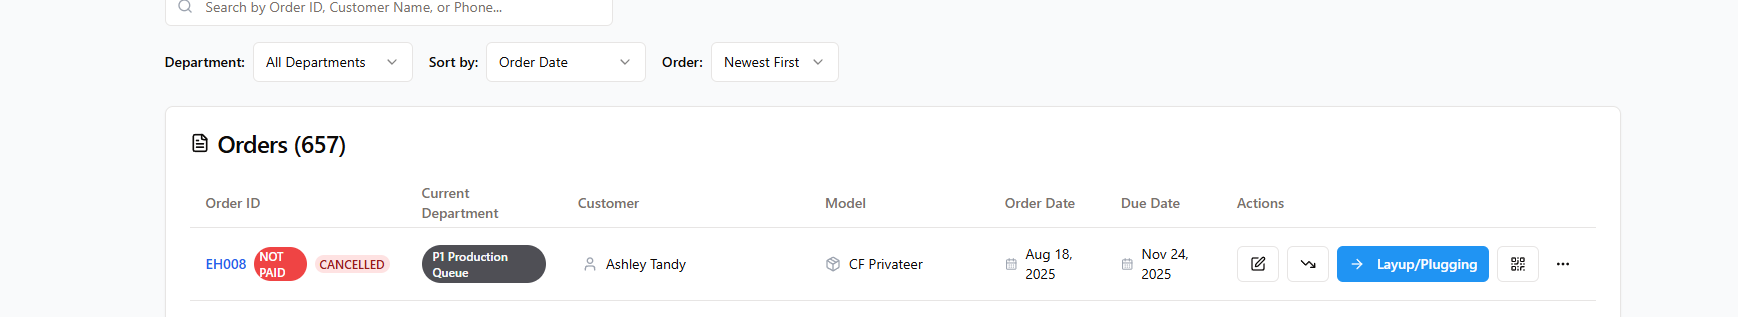 Search by Order ID, Customer Name, or Phone...
Department: All Departments Sort by: Order Date Order: Newest First
Orders (657)
Order ID Current Department Customer Model Order Date Due Date Actions
EH008 NOT PAID CANCELLED P1 Production Queue Ashley Tandy CF Privateer Aug 18, 2025 Nov 24, 2025 Layup/Plugging